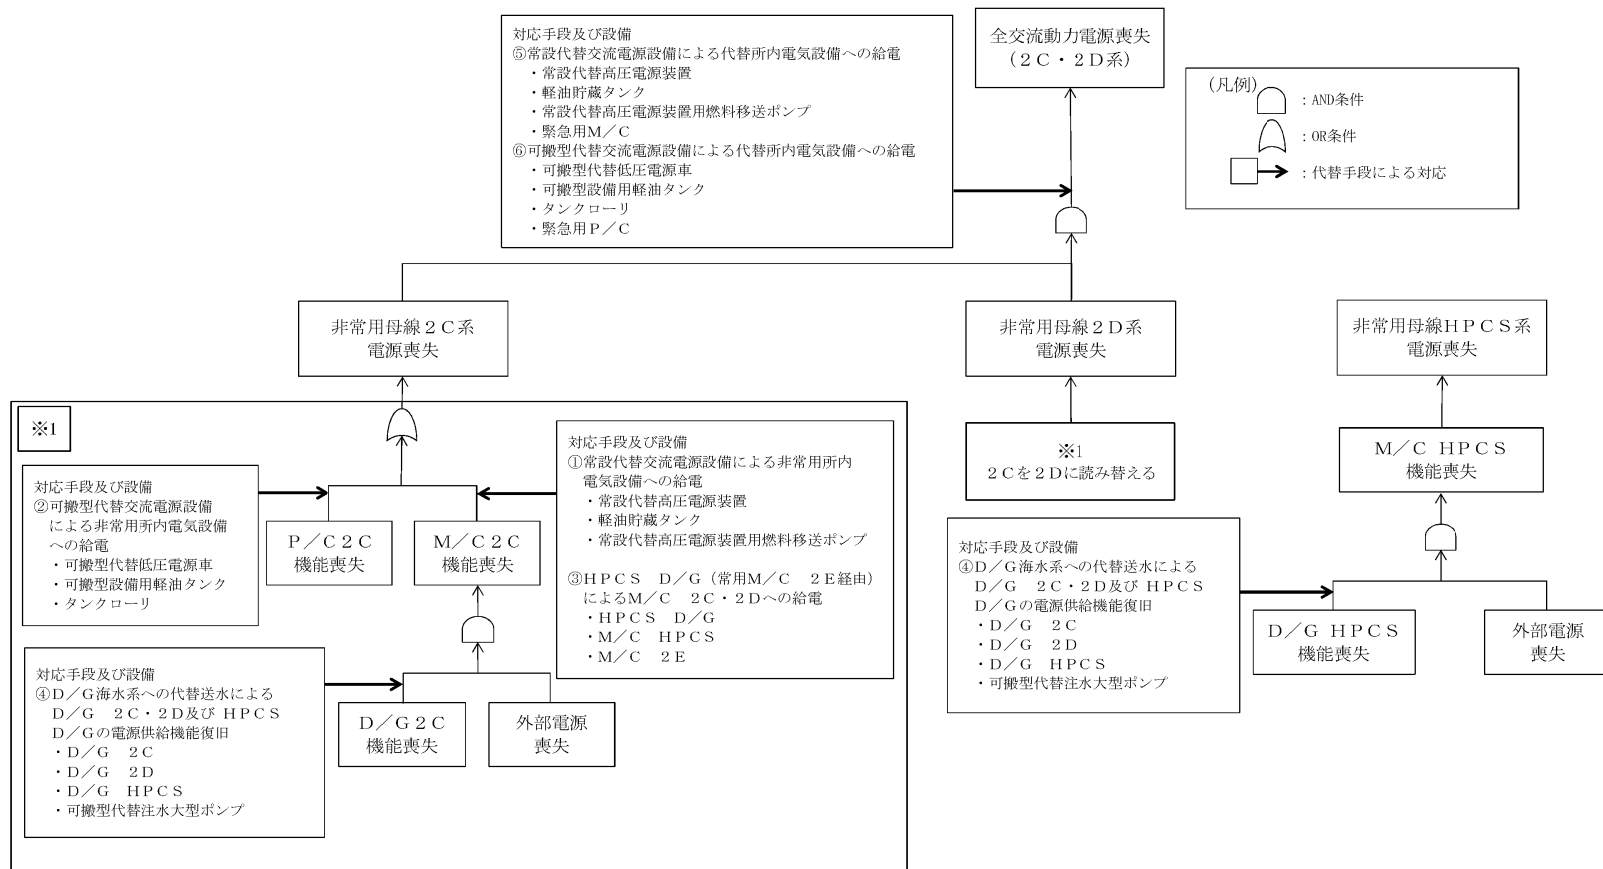 対応手段及び設備
⑤常設代替交流電源設備による代替所内電気設備への給電
・常設代替高圧電源装置
・軽油貯蔵タンク
・常設代替高圧電源装置用燃料移送ポンプ
・緊急用M/C
⑥可搬型代替交流電源設備による代替所内電気設備への給電
・可搬型代替低圧電源車
・可搬型設備用軽油タンク
・タンクローリ
・緊急用P/C
全交流動力電源喪失
(2C・2D系)
(凡例)
:AND条件
:OR条件
:代替手段による対応
非常用母線2C系
電源喪失
非常用母線2D系
電源喪失
非常用母線HPCS系
電源喪失
※1
対応手段及び設備
②可搬型代替交流電源設備
による非常用所内電気設備
への給電
・可搬型代替低圧電源車
・可搬型設備用軽油タンク
・タンクローリ
P/C2C
機能喪失
M/C2C
機能喪失
対応手段及び設備
①常設代替交流電源設備による非常用所内
電気設備への給電
・常設代替高圧電源装置
・軽油貯蔵タンク
・常設代替高圧電源装置用燃料移送ポンプ
③HPCS D/G(常用M/C 2E経由)
によるM/C 2C・2Dへの給電
・HPCS D/G
・M/C HPCS
・M/C 2E
対応手段及び設備
④D/G海水系への代替送水による
D/G 2C・2D及び HPCS
D/Gの電源供給機能復旧
・D/G 2C
・D/G 2D
・D/G HPCS
・可搬型代替注水大型ポンプ
D/G2C
機能喪失
外部電源
喪失
※1
2Cを2Dに読み替える
M/C HPCS
機能喪失
対応手段及び設備
④D/G海水系への代替送水による
D/G 2C・2D及び HPCS
D/Gの電源供給機能復旧
・D/G 2C
・D/G 2D
・D/G HPCS
・可搬型代替注水大型ポンプ
D/G HPCS
機能喪失
外部電源
喪失